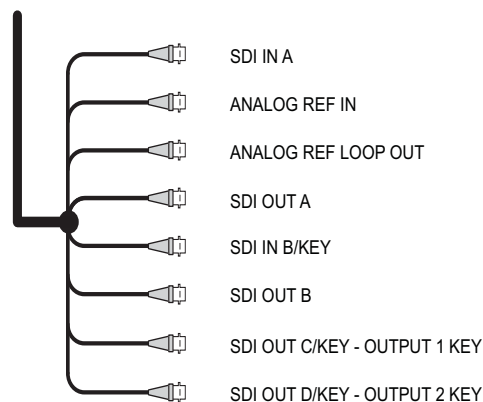 SDI IN A
ANALOG REF IN
ANALOG REF LOOP OUT
SDI OUT A
SDI IN B/KEY
SDI OUT B
SDI OUT C/KEY - OUTPUT 1 KEY
SDI OUT D/KEY - OUTPUT 2 KEY